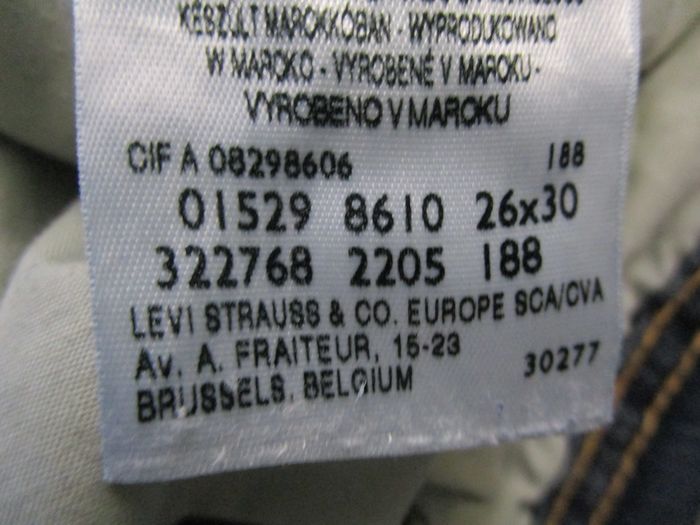 KÉSZÜLT MAROKKÓBAN - WYPRODUKOWANO
W MAROKO - VYROBENÉ V MAROKU -
VYROBENO V MAROKU
CIF A 08298606 188
01529 8610 26x30
322768 2205 188
LEVI STRAUSS & CO. EUROPE SCA/CVA
Av. A. FRAITEUR, 15-23
BRUSSELS, BELGIUM 30277